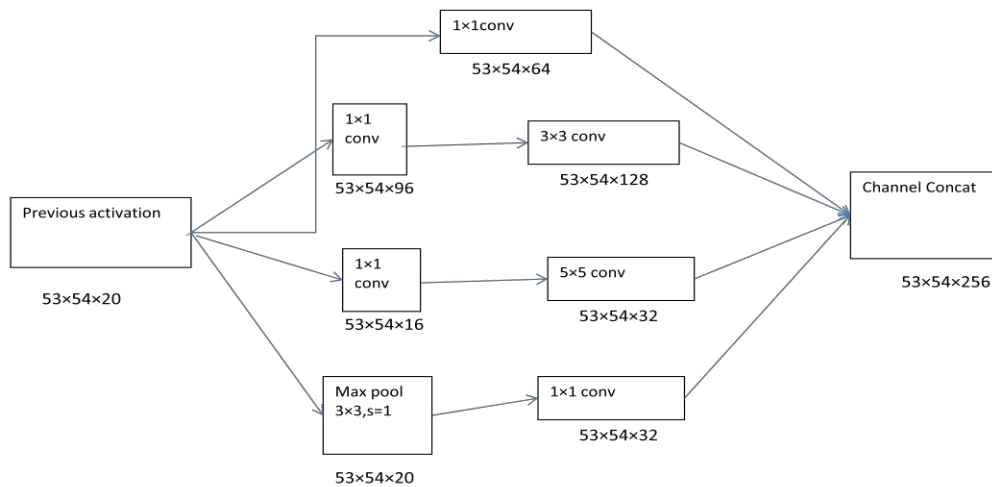 1×1conv
53×54×64
1×1
conv
53×54×96
3×3 conv
53×54×128
Previous activation
53×54×20
1×1
conv
53×54×16
5×5 conv
53×54×32
Max pool
3×3,s=1
53×54×20
1×1 conv
53×54×32
Channel Concat
53×54×256